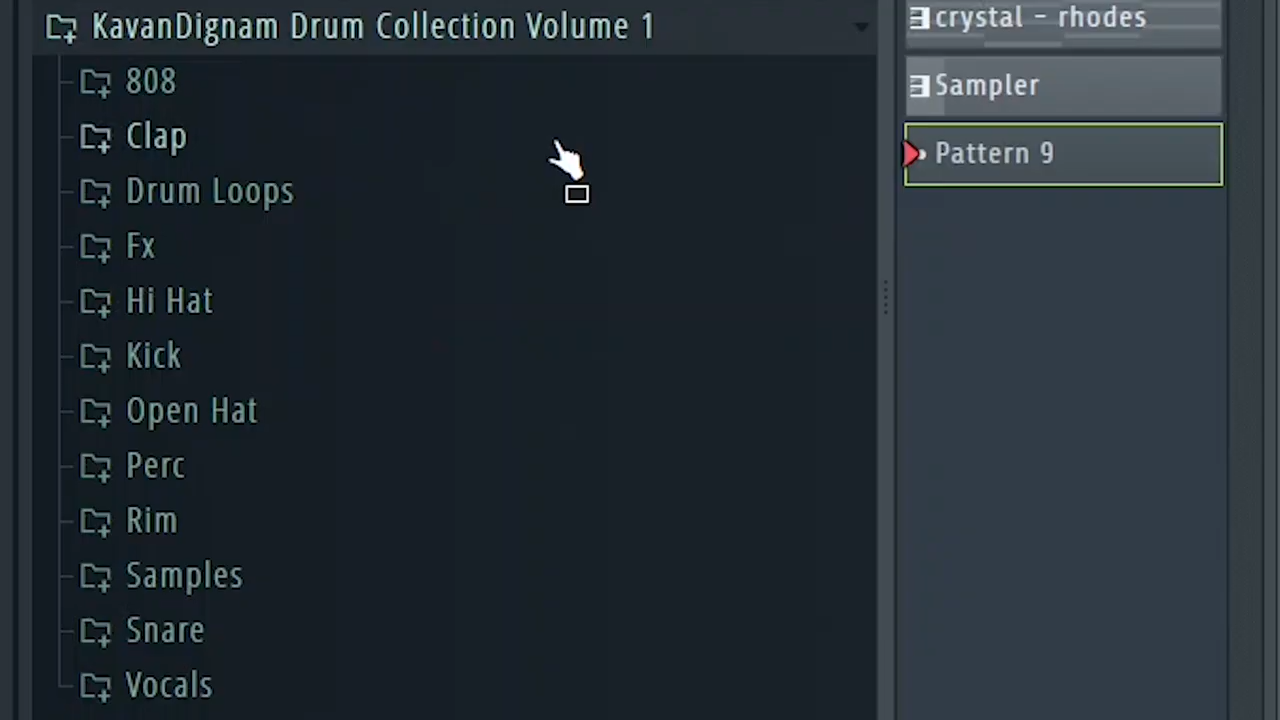 KavanDignam Drum Collection Volume 1
808
Clap
Drum Loops
Fx
Hi Hat
Kick
Open Hat
Perc
Rim
Samples
Snare
Vocals
crystal - rhodes
Sampler
Pattern 9